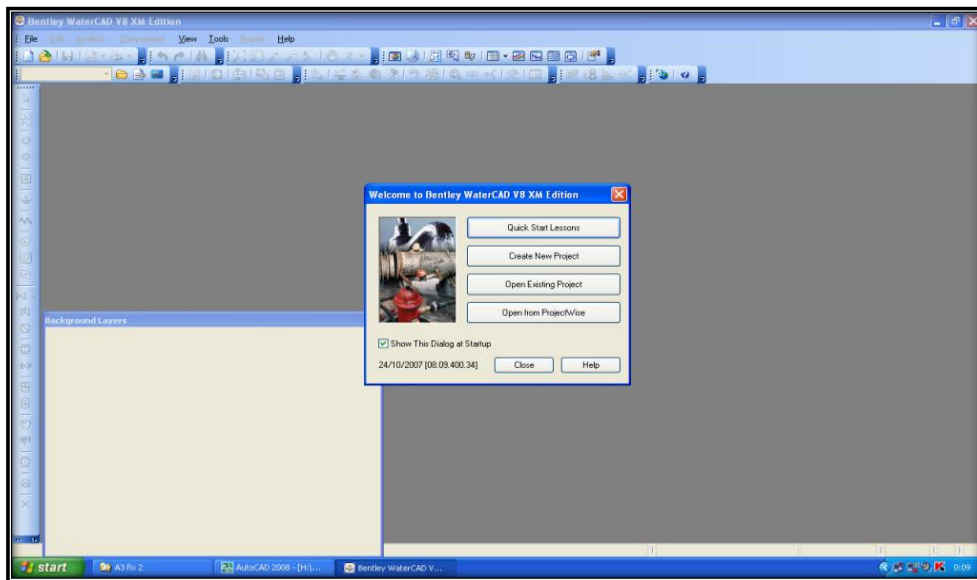 Bentley WaterCAD V8 XM Edition
File Edit Analysis Components View Tools Report Help
Welcome to Bentley WaterCAD V8 XM Edition
Quick Start Lessons
Create New Project
Open Existing Project
Open from ProjectWise
Show This Dialog at Startup
24/10/2007 [08.09.400.34] Close Help
Background Layers
start A3 fix 2 AutoCAD 2008 - [H:\... Bentley WaterCAD V... 0:09